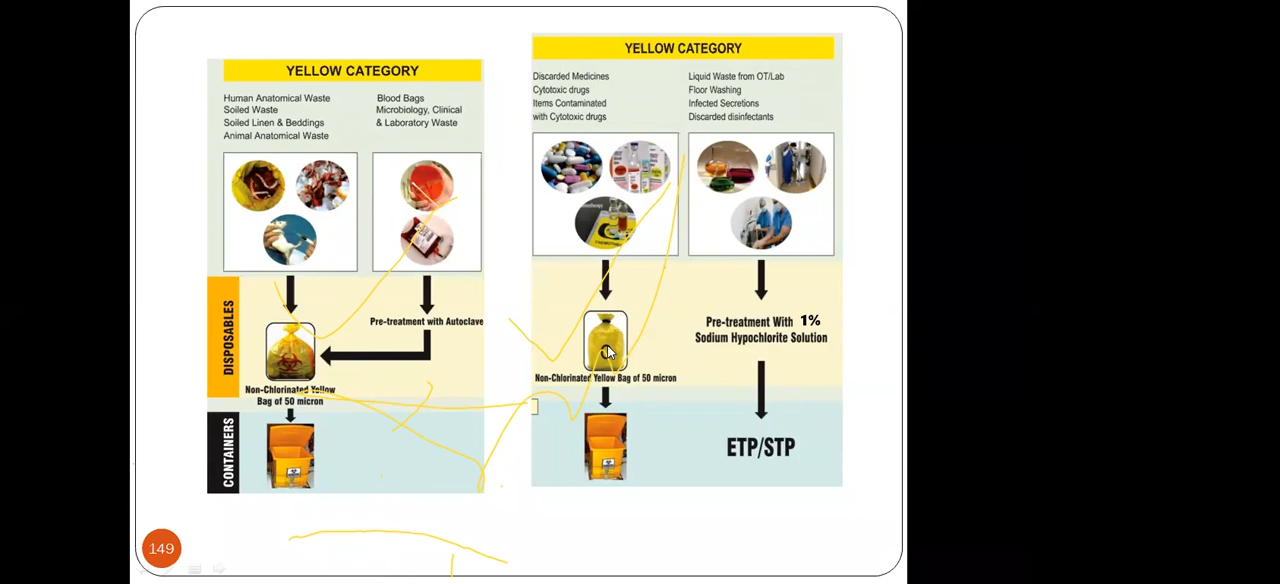 YELLOW CATEGORY
Human Anatomical Waste
Soiled Waste
Soiled Linen & Beddings
Animal Anatomical Waste
Blood Bags
Microbiology, Clinical
& Laboratory Waste
DISPOSABLES
Pre-treatment with Autoclave
Non-Chlorinated Yellow
Bag of 50 micron
CONTAINERS
YELLOW CATEGORY
Discarded Medicines
Cytotoxic drugs
Items Contaminated
with Cytotoxic drugs
Liquid Waste from OT/Lab
Floor Washing
Infected Secretions
Discarded disinfectants
Non-Chlorinated Yellow Bag of 50 micron
Pre-treatment With 1%
Sodium Hypochlorite Solution
ETP/STP
149